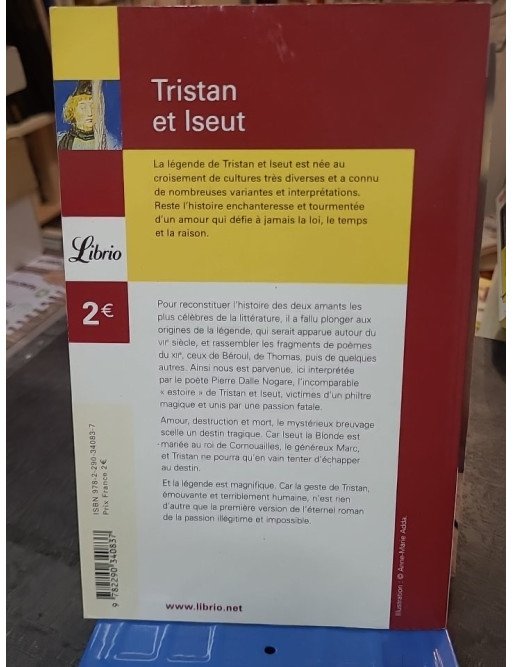 Tristan
et Iseut
La légende de Tristan et Iseut est née au
croisement de cultures très diverses et a connu
de nombreuses variantes et interprétations.
Reste l'histoire enchanteresse et tourmentée
d'un amour qui défie à jamais la loi, le temps
et la raison.
Librio
2€
Pour reconstituer l'histoire des deux amants les
plus célèbres de la littérature, il a fallu plonger aux
origines de la légende, qui serait apparue autour du
VIIᵉ siècle, et rassembler les fragments de poèmes
du XIIᵉ, ceux de Béroul, de Thomas, puis de quelques
autres. Ainsi nous est parvenue, ici interprétée
par le poète Pierre Dalle Nogare, l'incomparable
« estoire » de Tristan et Iseut, victimes d'un philtre
magique et unis par une passion fatale.
Amour, destruction et mort, le mystérieux breuvage
scelle un destin tragique. Car Iseut la Blonde est
mariée au roi de Cornouailles, le généreux Marc,
et Tristan ne pourra qu'en vain tenter d'échapper
au destin.
Et la légende est magnifique. Car la geste de Tristan,
émouvante et terriblement humaine, n'est rien
d'autre que la première version de l'éternel roman
de la passion illégitime et impossible.
ISBN 978-2-290-34083-7
Prix France 2€
9 782290 340837
www.librio.net
Illustration : © Anne-Marie Adda